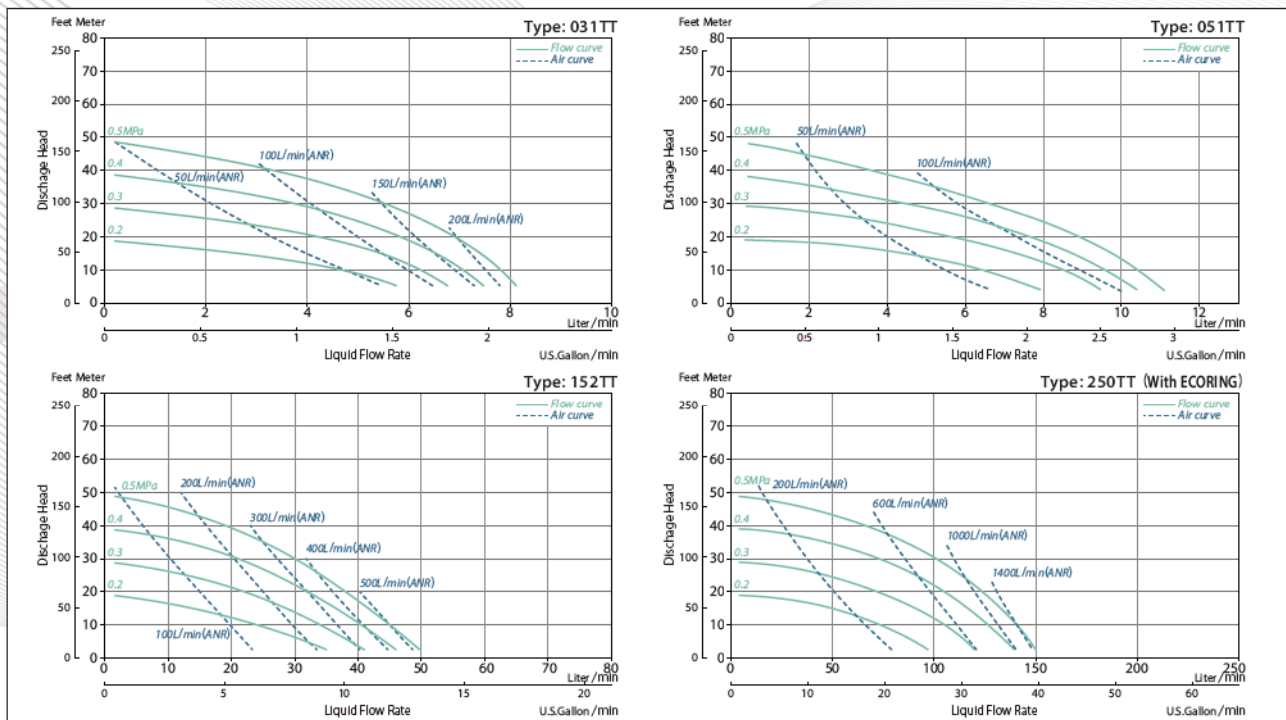 Feet Meter
Type: 031TT
Flow curve
Air curve
80
250
70
200
60
0.5MPa
50
150
0.4
40
0.3
100
30
0.2
20
50
10
0
0
100L/min(ANR)
50L/min(ANR)
150L/min(ANR)
200L/min(ANR)
Dischage Head
0 2 4 6 8 10
Liter/min
0 0.5 1 1.5 2
Liquid Flow Rate
U.S.Gallon/min
Feet Meter
Type: 051TT
Flow curve
Air curve
80
250
70
200
60
0.5MPa
50
150
0.4
40
0.3
100
30
0.2
20
50
10
0
0
50L/min(ANR)
100L/min(ANR)
Dischage Head
2 4 6 8 10 12
Liter/min
0 0.5 1 1.5 2 2.5 3
Liquid Flow Rate
U.S.Gallon/min
Feet Meter
Type: 152TT
Flow curve
Air curve
80
250
70
200
60
0.5MPa
50
150
0.4
40
0.3
100
30
0.2
20
50
10
0
0
200L/min(ANR)
300L/min(ANR)
400L/min(ANR)
500L/min(ANR)
100L/min(ANR)
Dischage Head
0 10 20 30 40 50 60 70 80
Liter/min
0 5 10 15 20
Liquid Flow Rate
U.S.Gallon/min
Feet Meter
Type: 250TT (With ECORING)
Flow curve
Air curve
80
250
70
200
60
0.5MPa
50
150
0.4
40
0.3
100
30
0.2
20
50
10
0
0
200L/min(ANR)
600L/min(ANR)
1000L/min(ANR)
1400L/min(ANR)
Dischage Head
0 50 100 150 200 250
Liter/min
0 10 20 30 40 50 60
Liquid Flow Rate
U.S.Gallon/min